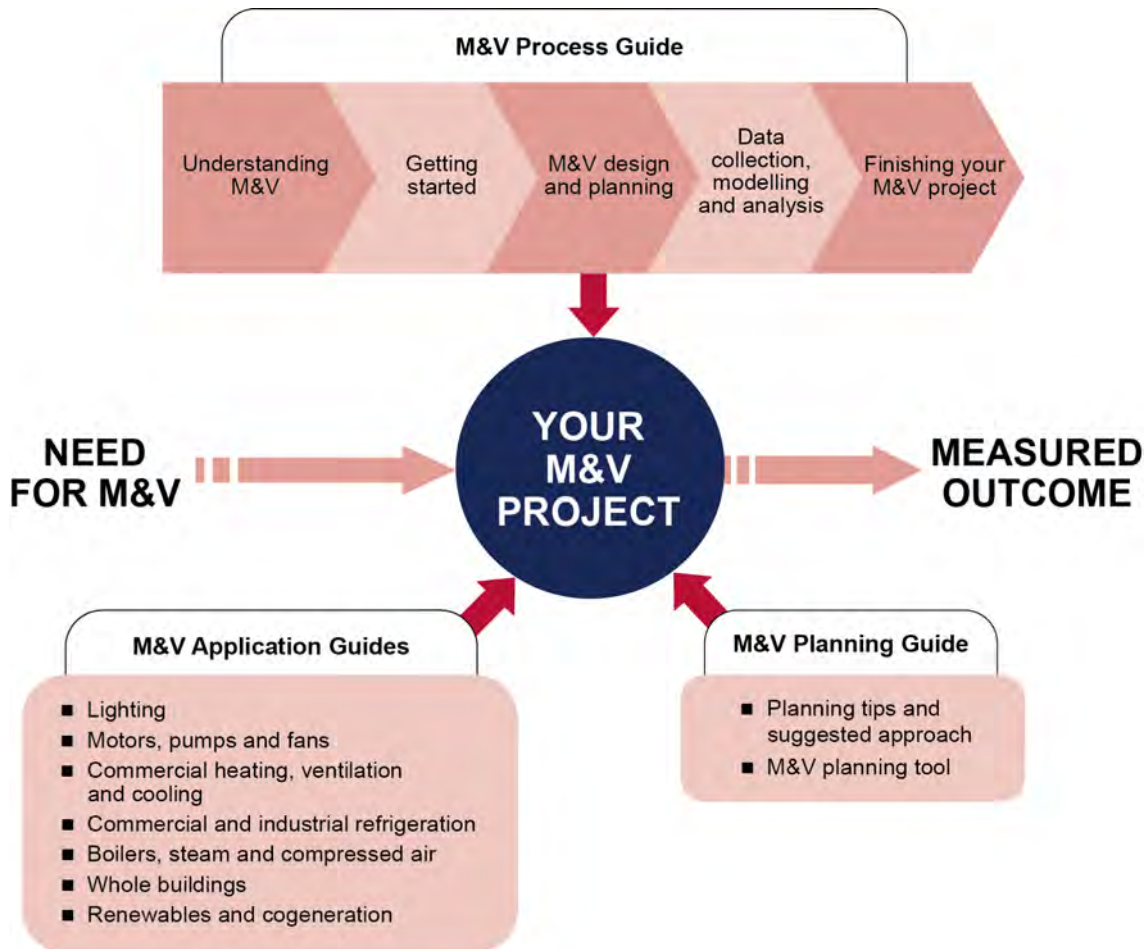 M&V Process Guide
Understanding
M&V
Getting
started
M&V design
and planning
Data
collection,
modelling
and analysis
Finishing your
M&V project
NEED
FOR M&V
YOUR
M&V
PROJECT
MEASURED
OUTCOME
M&V Application Guides
■ Lighting
■ Motors, pumps and fans
■ Commercial heating, ventilation
and cooling
■ Commercial and industrial refrigeration
■ Boilers, steam and compressed air
■ Whole buildings
■ Renewables and cogeneration
M&V Planning Guide
■ Planning tips and
suggested approach
■ M&V planning tool